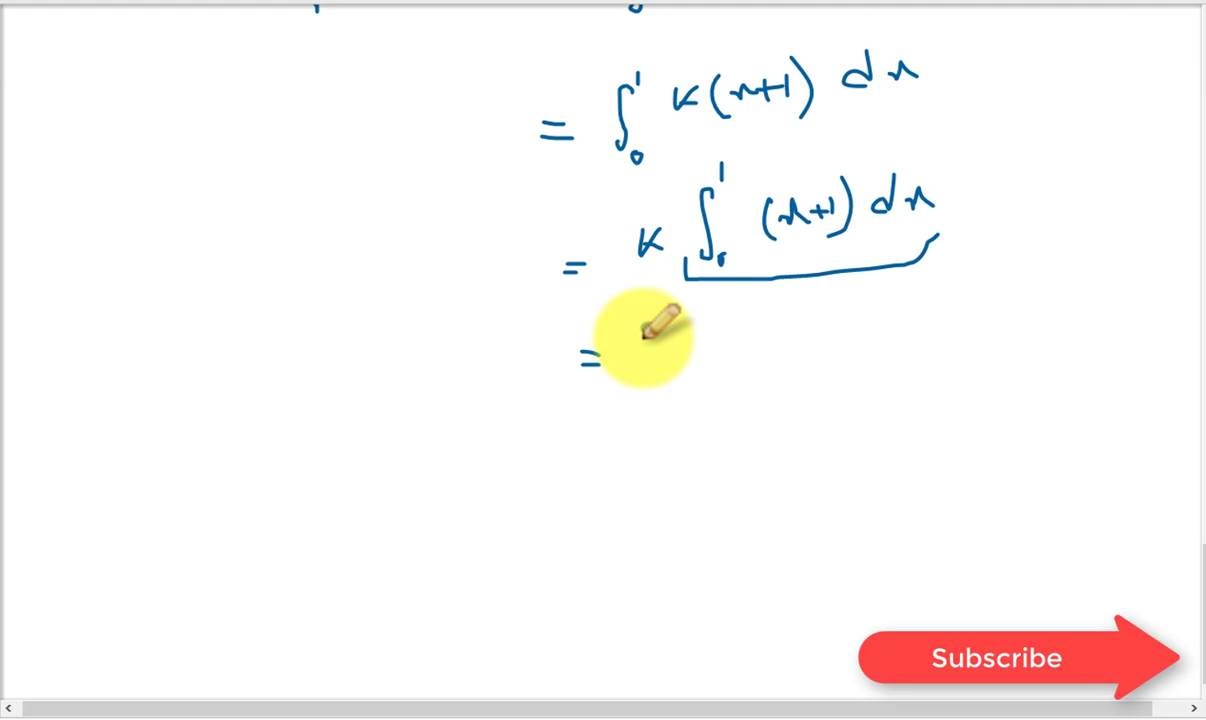 = ∫₀¹ K(x+1) dx
= K ∫₀¹ (x+1) dx
=
Subscribe